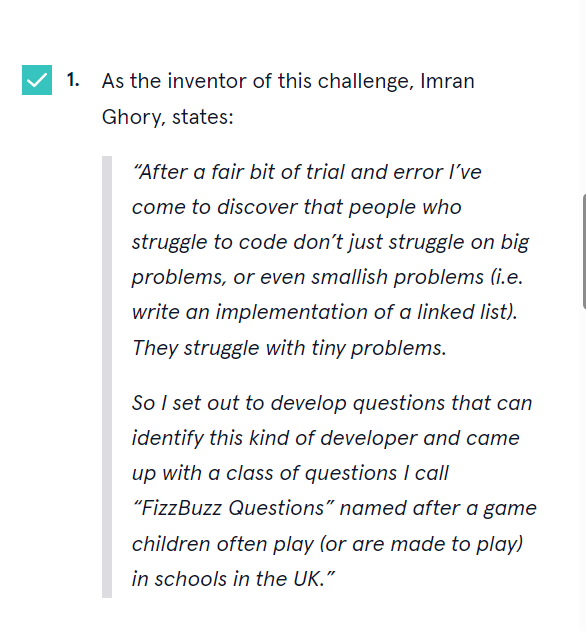 1. As the inventor of this challenge, Imran
Ghory, states:
“After a fair bit of trial and error I’ve
come to discover that people who
struggle to code don’t just struggle on big
problems, or even smallish problems (i.e.
write an implementation of a linked list).
They struggle with tiny problems.
So I set out to develop questions that can
identify this kind of developer and came
up with a class of questions I call
“FizzBuzz Questions” named after a game
children often play (or are made to play)
in schools in the UK.”